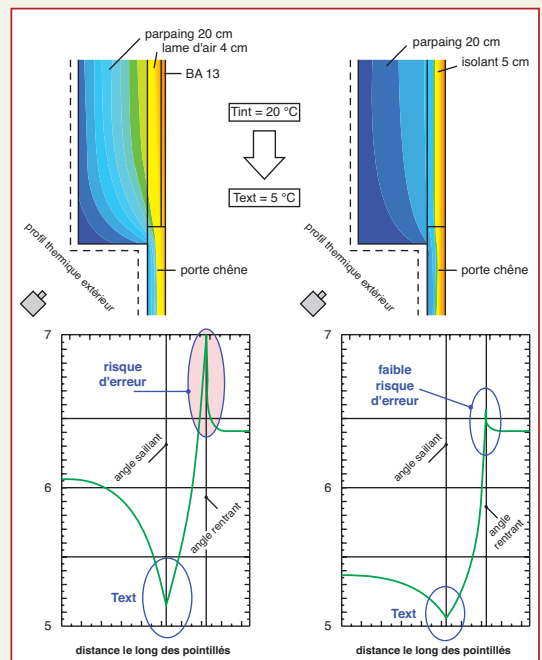 parpaing 20 cm
lame d'air 4 cm
BA 13
Tint = 20 °C
Text = 5 °C
profil thermique extérieur
porte chêne
parpaing 20 cm
isolant 5 cm
profil thermique extérieur
porte chêne
7
risque
d'erreur
angle saillant
6
angle rentrant
Text
5
distance le long des pointillés
7
faible
risque
d'erreur
angle saillant
6
angle
rentrant
Text
5
distance le long des pointillés